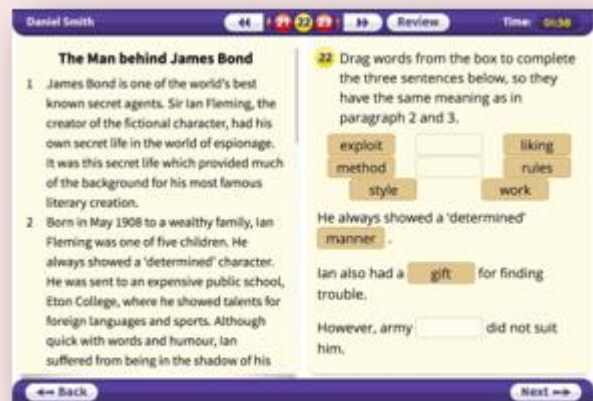 Daniel Smith
21 22 23
Review
Time: 01:38
The Man behind James Bond
1 James Bond is one of the world's best
known secret agents. Sir Ian Fleming, the
creator of the fictional character, had his
own secret life in the world of espionage.
It was this secret life which provided much
of the background for his most famous
literary creation.
2 Born in May 1908 to a wealthy family, Ian
Fleming was one of five children. He
always showed a 'determined' character.
He was sent to an expensive public school,
Eton College, where he showed talents for
foreign languages and sports. Although
quick with words and humour, Ian
suffered from being in the shadow of his
22 Drag words from the box to complete
the three sentences below, so they
have the same meaning as in
paragraph 2 and 3.
exploit liking
method rules
style work
He always showed a 'determined'
manner .
Ian also had a gift for finding
trouble.
However, army did not suit
him.
Back
Next